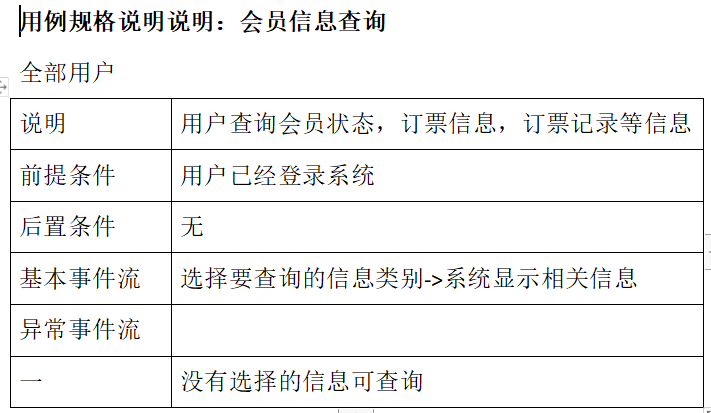 用例规格说明说明：会员信息查询
全部用户
说明 用户查询会员状态，订票信息，订票记录等信息
前提条件 用户已经登录系统
后置条件 无
基本事件流 选择要查询的信息类别->系统显示相关信息
异常事件流
一 没有选择的信息可查询